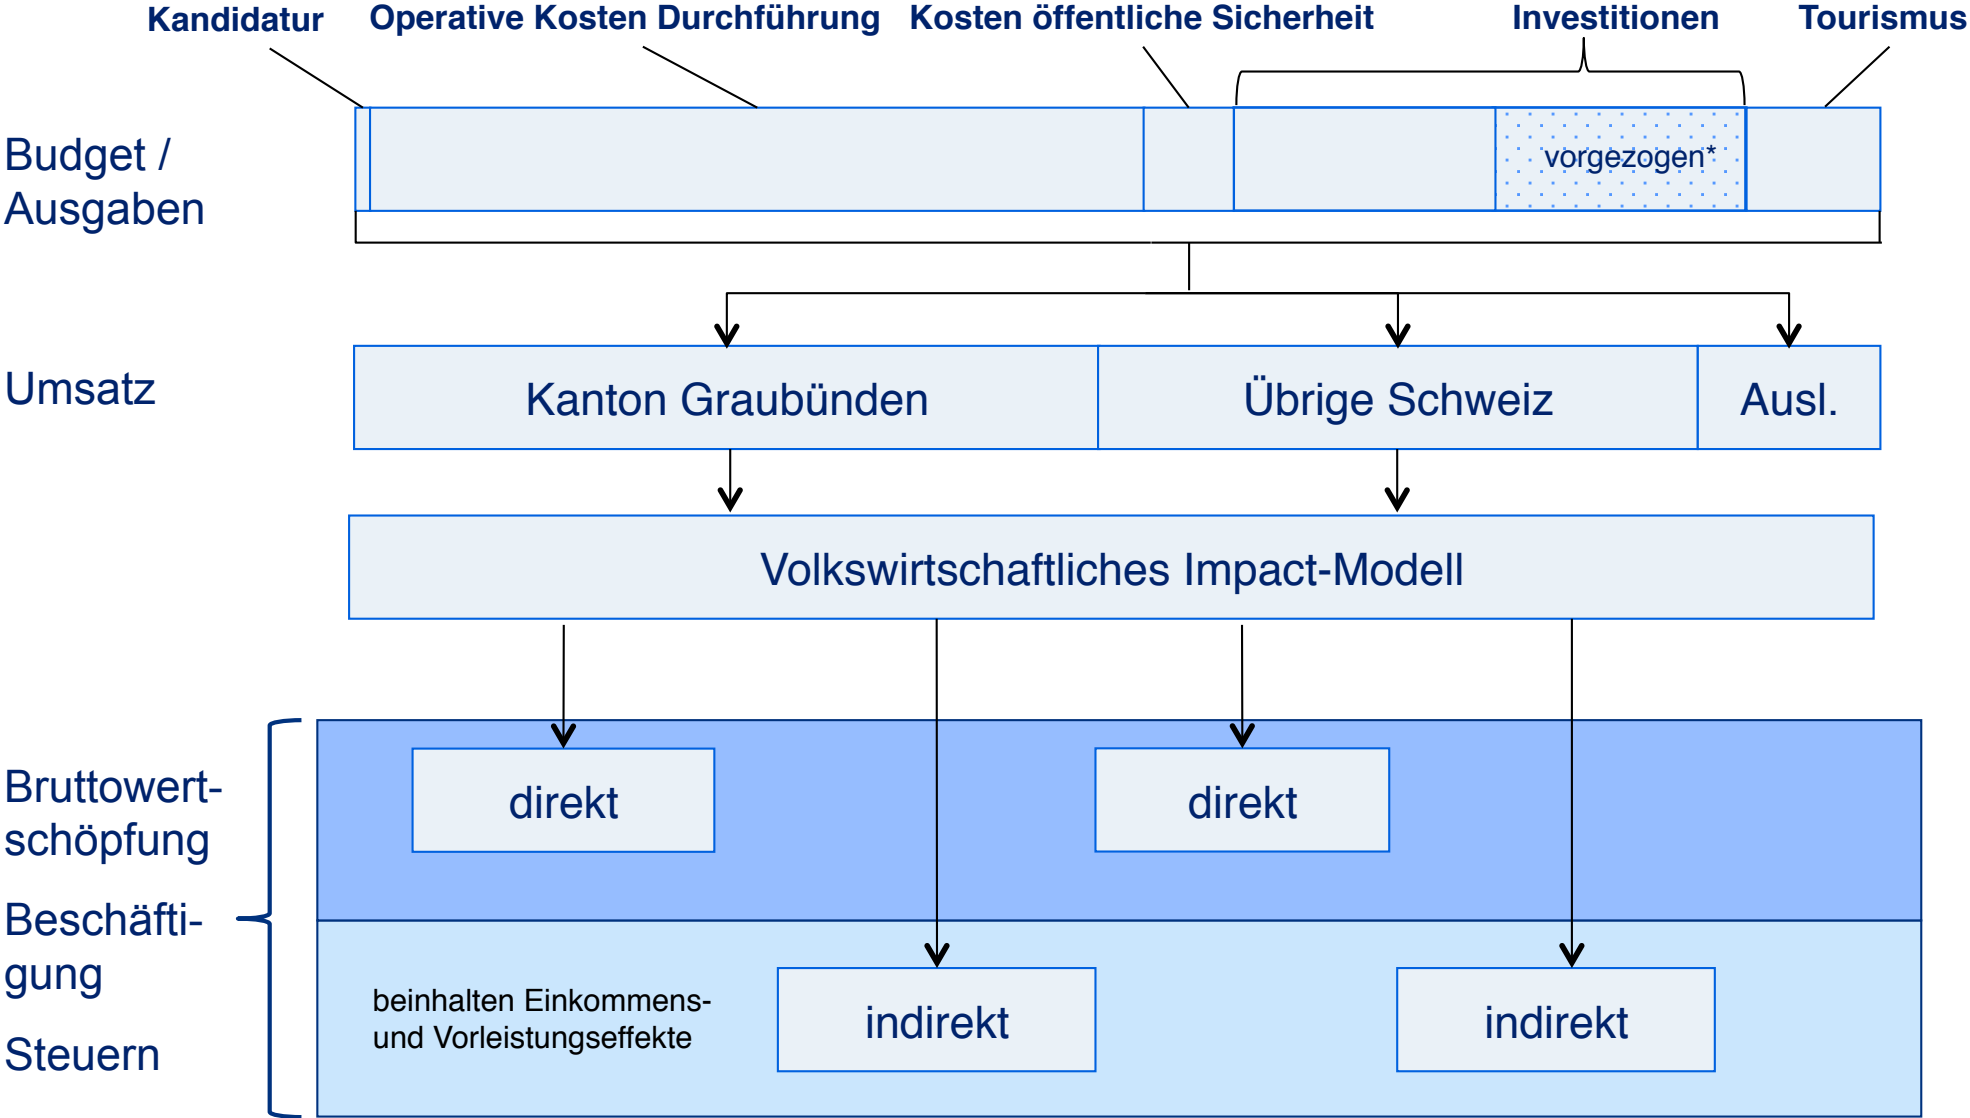 Kandidatur
Operative Kosten Durchführung
Kosten öffentliche Sicherheit
Investitionen
Tourismus
Budget /
Ausgaben
vorgezogen*
Umsatz
Kanton Graubünden
Übrige Schweiz
Ausl.
Volkswirtschaftliches Impact-Modell
Bruttowert-
schöpfung
direkt
direkt
Beschäfti-
gung
beinhalten Einkommens-
und Vorleistungseffekte
indirekt
indirekt
Steuern